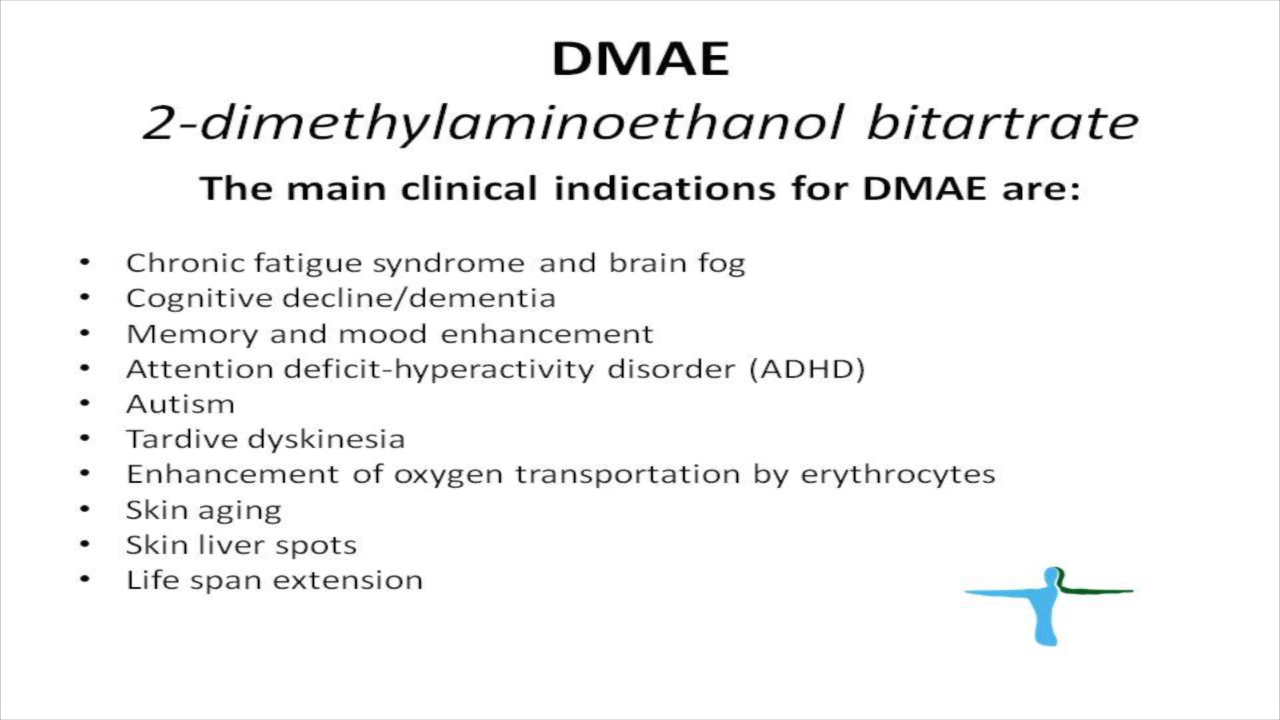 DMAE
2-dimethylaminoethanol bitartrate
The main clinical indications for DMAE are:
• Chronic fatigue syndrome and brain fog
• Cognitive decline/dementia
• Memory and mood enhancement
• Attention deficit-hyperactivity disorder (ADHD)
• Autism
• Tardive dyskinesia
• Enhancement of oxygen transportation by erythrocytes
• Skin aging
• Skin liver spots
• Life span extension